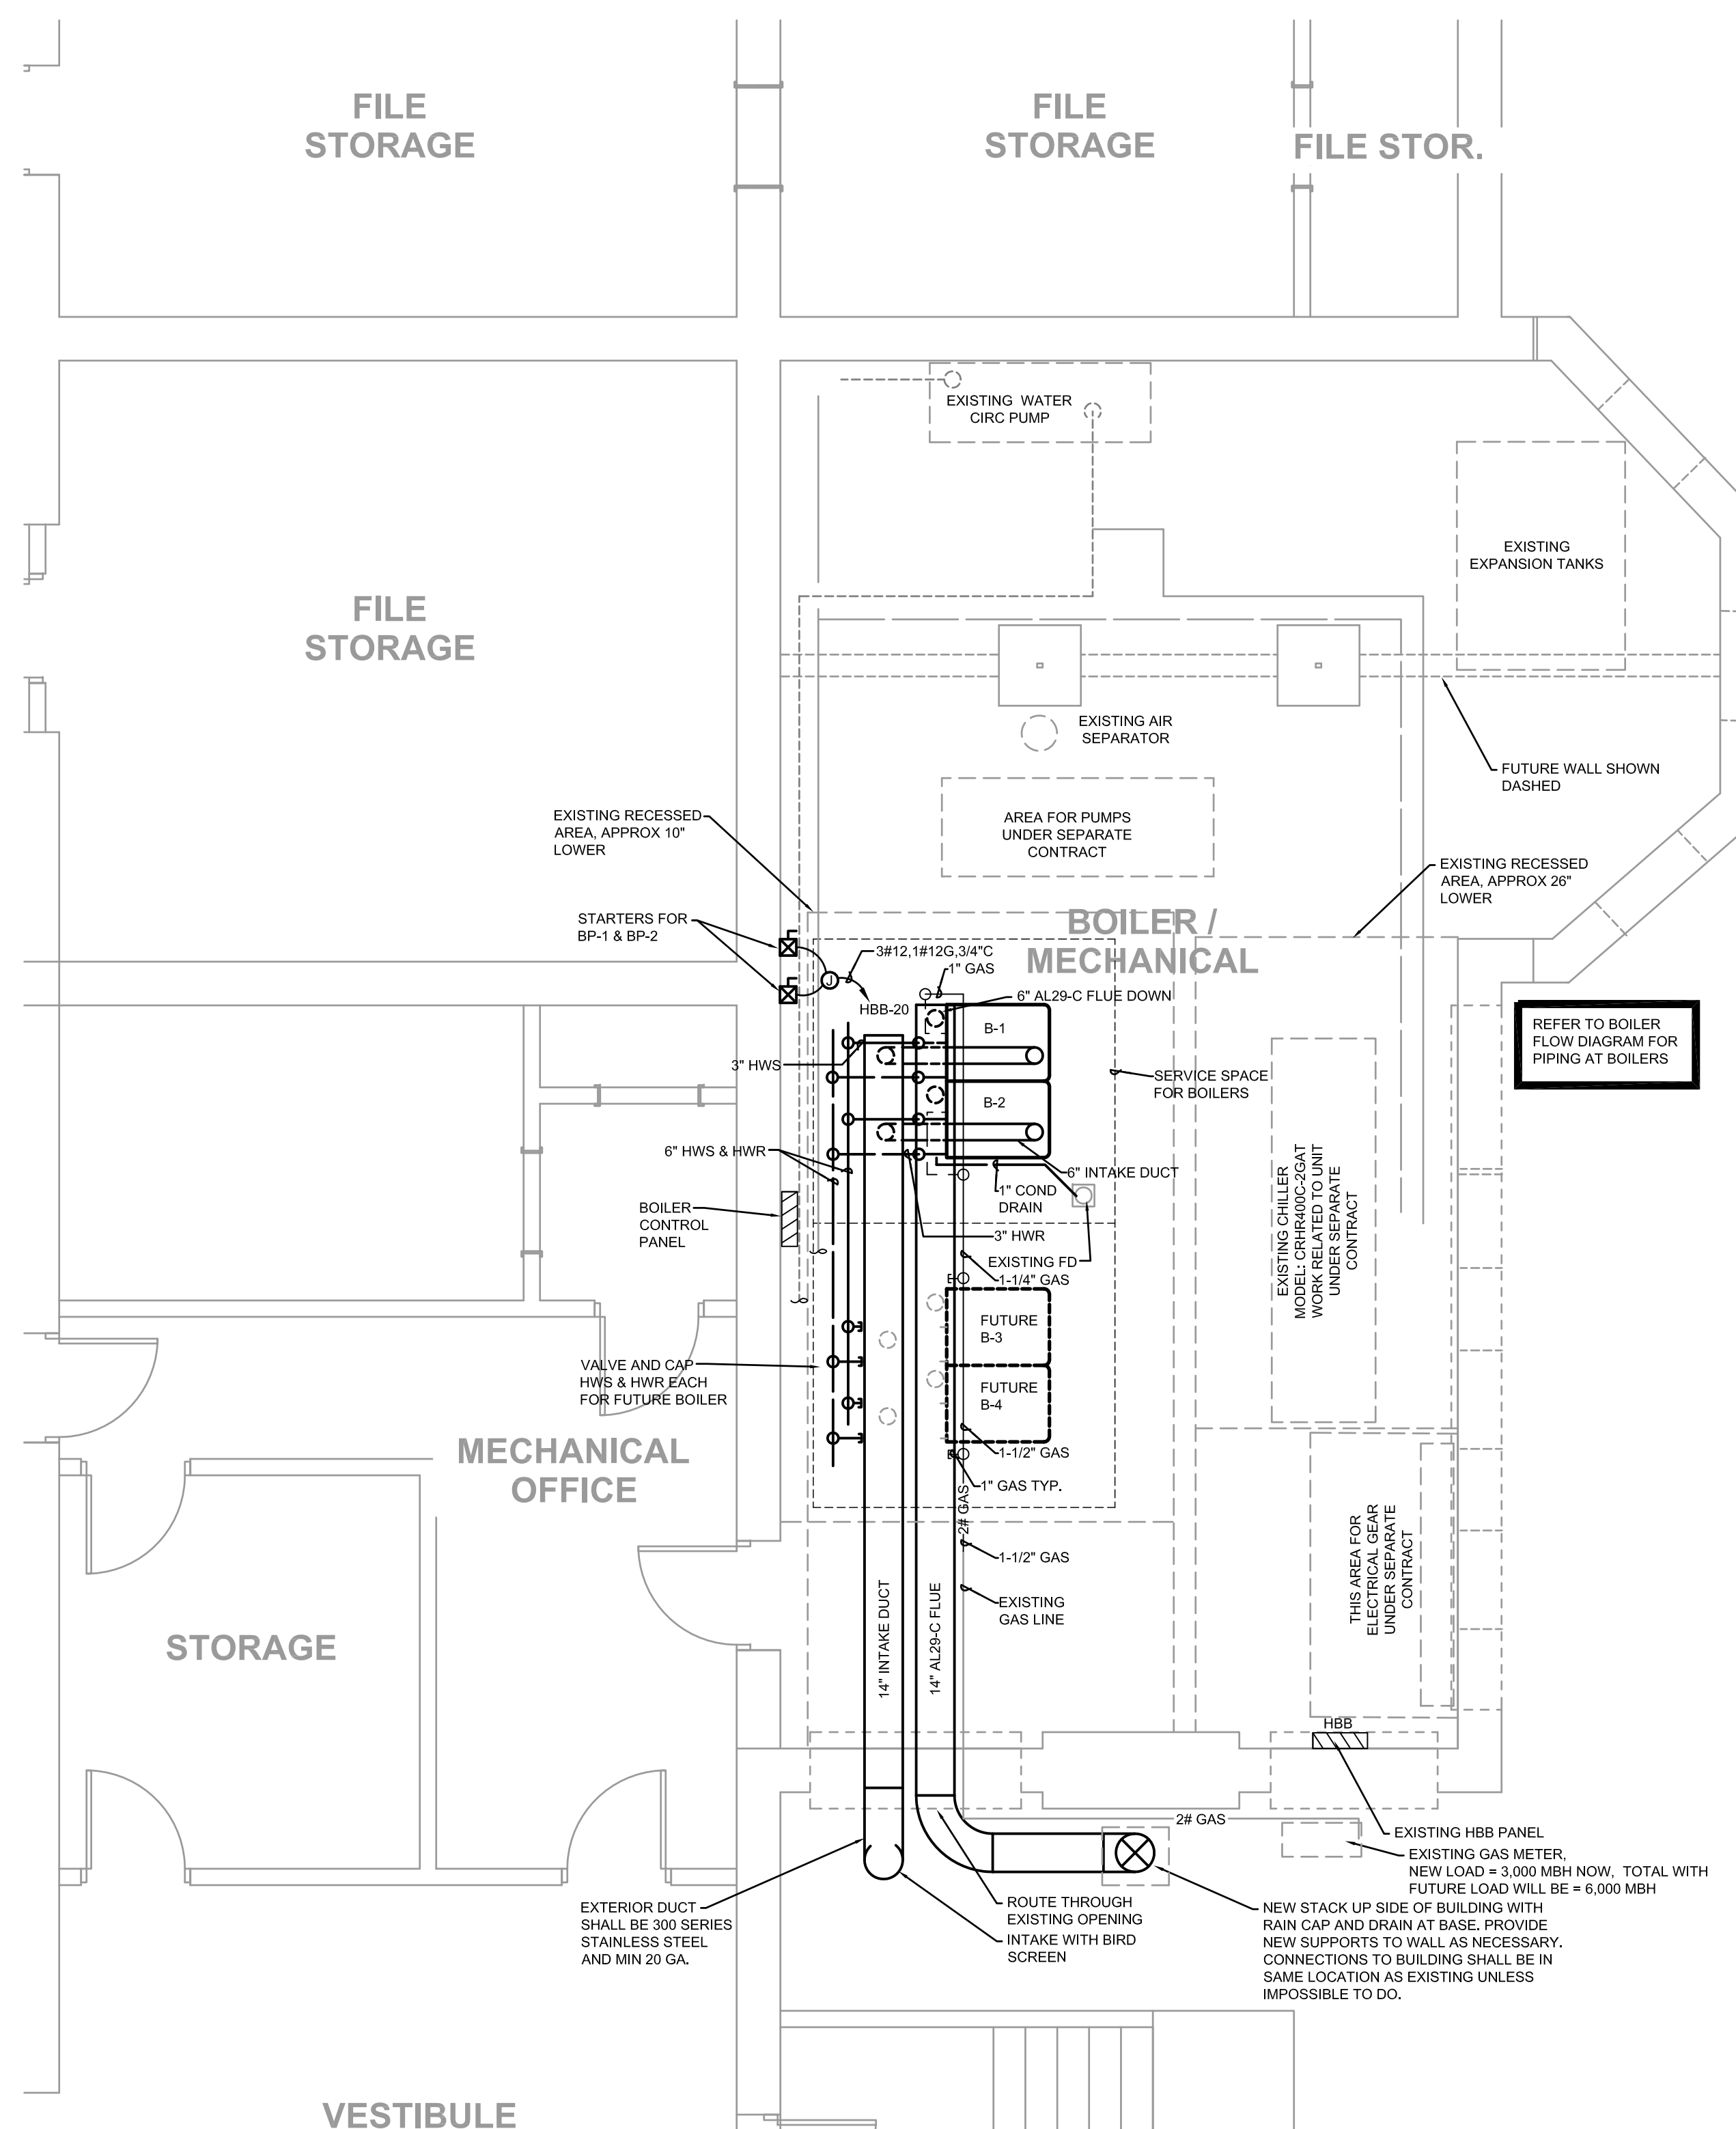 FILE
STORAGE
FILE
STORAGE
FILE STOR.
EXISTING WATER
CIRC PUMP
EXISTING
EXPANSION TANKS
FILE
STORAGE
EXISTING AIR
SEPARATOR
FUTURE WALL SHOWN
DASHED
EXISTING RECESSED
AREA, APPROX 10"
LOWER
AREA FOR PUMPS
UNDER SEPARATE
CONTRACT
EXISTING RECESSED
AREA, APPROX 26"
LOWER
STARTERS FOR
BP-1 & BP-2
BOILER /
MECHANICAL
3#12,1#12G,3/4"C
1" GAS
J
HBB-20
6" AL29-C FLUE DOWN
B-1
REFER TO BOILER
FLOW DIAGRAM FOR
PIPING AT BOILERS
3" HWS
SERVICE SPACE
FOR BOILERS
B-2
6" HWS & HWR
6" INTAKE DUCT
1" COND
DRAIN
BOILER
CONTROL
PANEL
3" HWR
EXISTING FD
1-1/4" GAS
EXISTING CHILLER
MODEL: CRHR400C-2GAT
WORK RELATED TO UNIT
UNDER SEPARATE
CONTRACT
FUTURE
B-3
VALVE AND CAP
HWS & HWR EACH
FOR FUTURE BOILER
FUTURE
B-4
MECHANICAL
OFFICE
1-1/2" GAS
1" GAS TYP.
2# GAS
1-1/2" GAS
EXISTING
GAS LINE
THIS AREA FOR
ELECTRICAL GEAR
UNDER SEPARATE
CONTRACT
STORAGE
14" INTAKE DUCT
14" AL29-C FLUE
HBB
2# GAS
EXISTING HBB PANEL
EXISTING GAS METER,
NEW LOAD = 3,000 MBH NOW, TOTAL WITH
FUTURE LOAD WILL BE = 6,000 MBH
EXTERIOR DUCT
SHALL BE 300 SERIES
STAINLESS STEEL
AND MIN 20 GA.
ROUTE THROUGH
EXISTING OPENING
INTAKE WITH BIRD
SCREEN
NEW STACK UP SIDE OF BUILDING WITH
RAIN CAP AND DRAIN AT BASE. PROVIDE
NEW SUPPORTS TO WALL AS NECESSARY.
CONNECTIONS TO BUILDING SHALL BE IN
SAME LOCATION AS EXISTING UNLESS
IMPOSSIBLE TO DO.
VESTIBULE